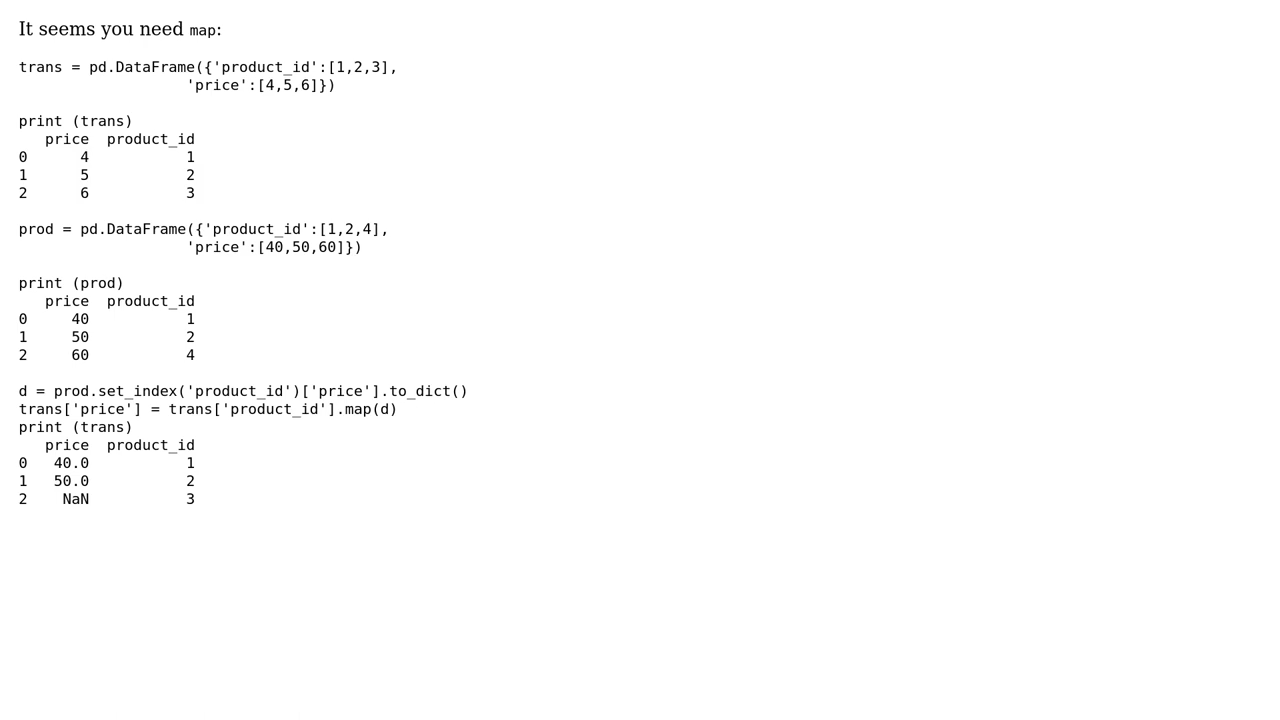 It seems you need map:
trans = pd.DataFrame({'product_id':[1,2,3],
                   'price':[4,5,6]})
print (trans)
   price  product_id
0      4           1
1      5           2
2      6           3
prod = pd.DataFrame({'product_id':[1,2,4],
                   'price':[40,50,60]})
print (prod)
   price  product_id
0     40           1
1     50           2
2     60           4
d = prod.set_index('product_id')['price'].to_dict()
trans['price'] = trans['product_id'].map(d)
print (trans)
   price  product_id
0   40.0           1
1   50.0           2
2    NaN           3